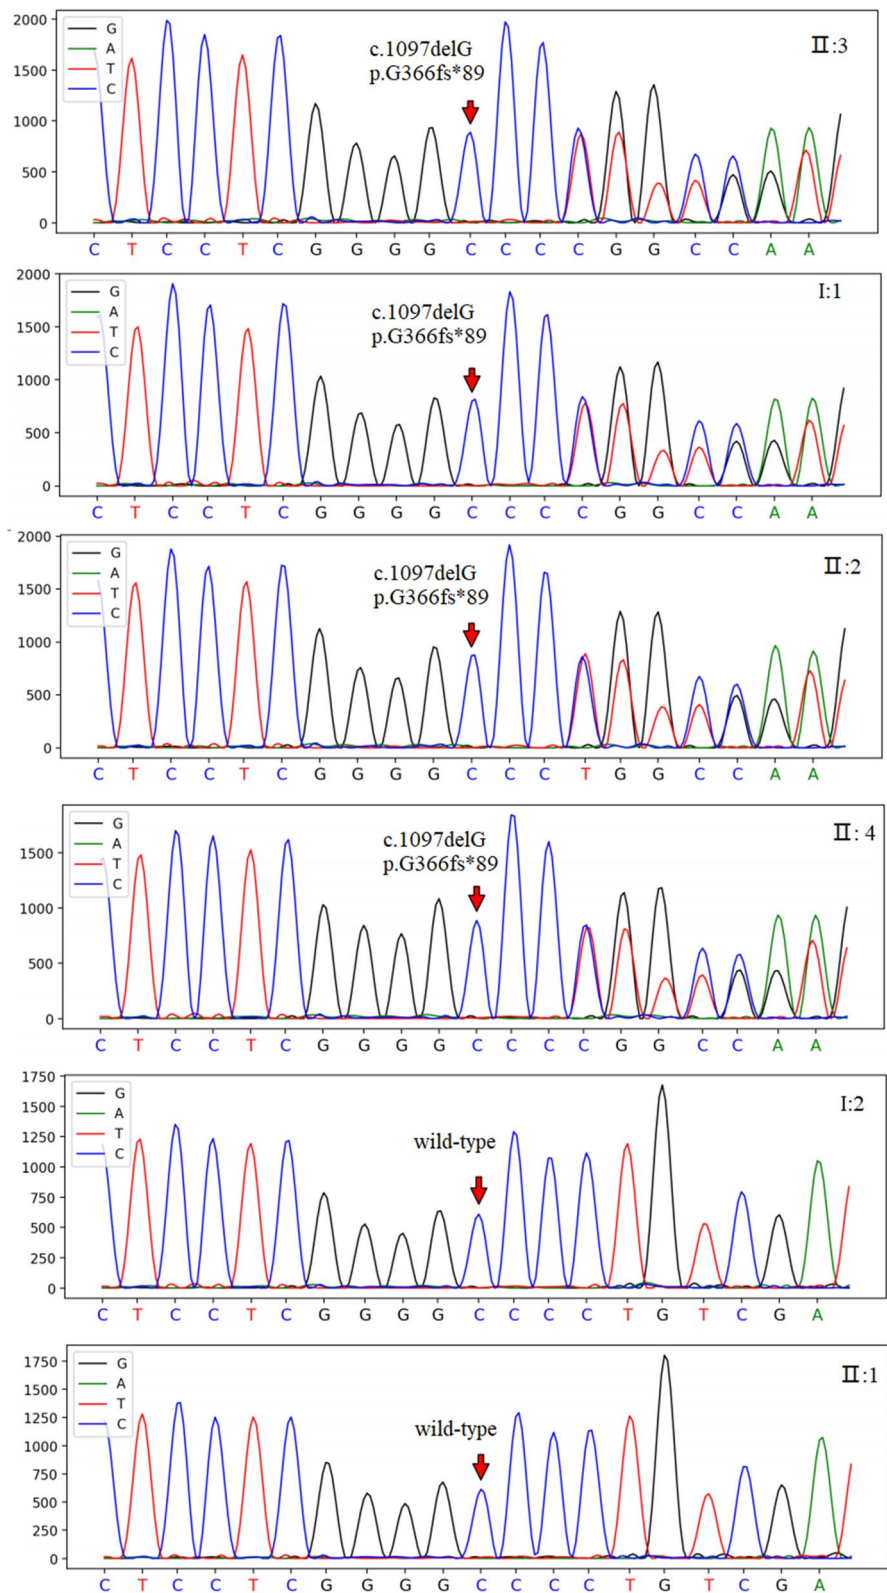 2000
1500
1000
500
0
G
A
T
C
c.1097delG
p.G366fs*89
Ⅱ:3
C T C C T C G G G G C C C C G G C C A A
2000
1500
1000
500
0
G
A
T
C
c.1097delG
p.G366fs*89
I:1
C T C C T C G G G G C C C C G G C C A A
2000
1500
1000
500
0
G
A
T
C
c.1097delG
p.G366fs*89
Ⅱ:2
C T C C T C G G G G C C C T G G C C A A
1500
1000
500
0
G
A
T
C
c.1097delG
p.G366fs*89
Ⅱ: 4
C T C C T C G G G G C C C C G G C C A A
1750
1500
1250
1000
750
500
250
0
G
A
T
C
wild-type
I:2
C T C C T C G G G G C C C C T G T C G A
1750
1500
1250
1000
750
500
250
0
G
A
T
C
wild-type
Ⅱ:1
C T C C T C G G G G C C C C T G T C G A